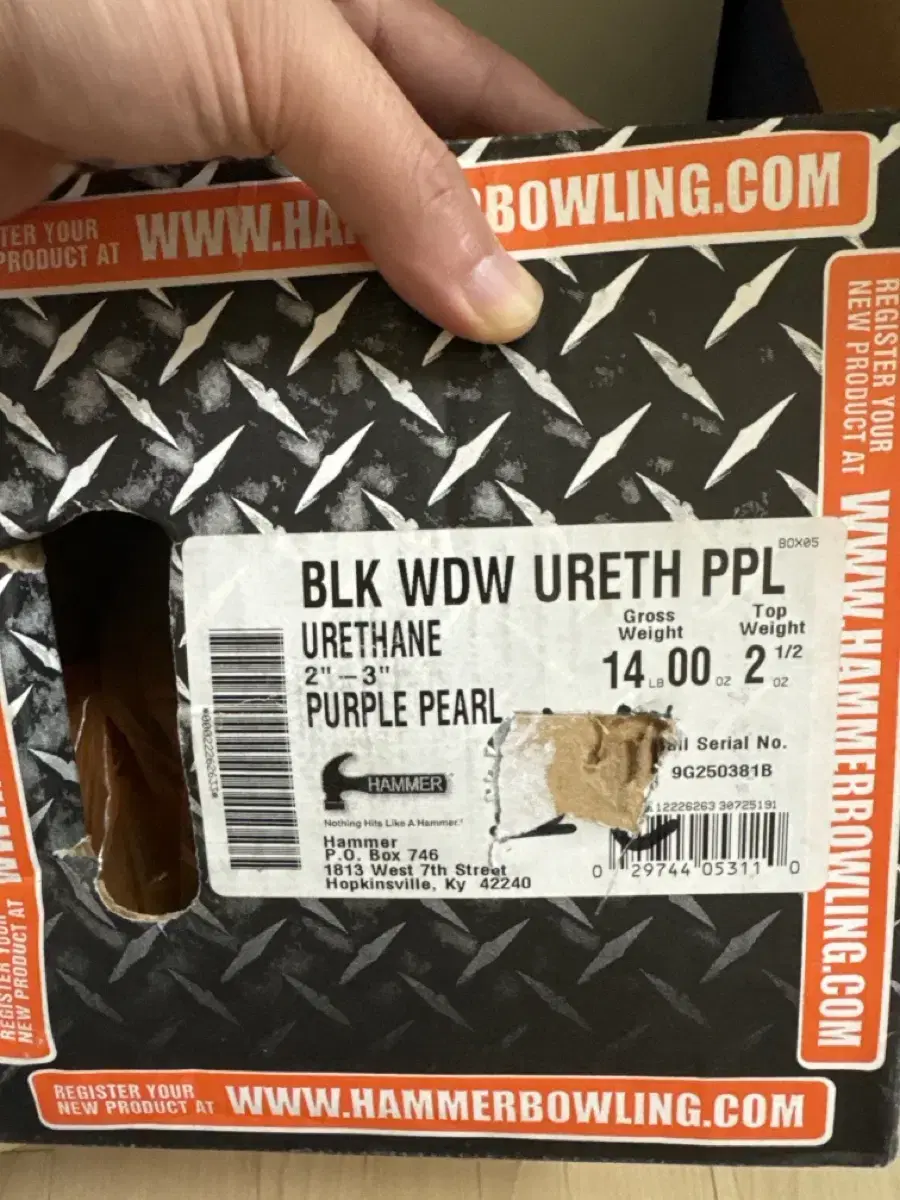 TER YOUR
PRODUCT AT WWW.HA BOWLING.COM
REGISTER YOUR
NEW PRODUCT AT WWW.HAMMERBOWLING.COM
BOX05
BLK WDW URETH PPL
URETHANE
2" – 3"
PURPLE PEARL
Gross
Weight
14 LB 00 OZ
Top
Weight
2 1/2 OZ
HAMMER
Nothing Hits Like A Hammer.
Hammer
P.O. Box 746
1813 West 7th Street
Hopkinsville, Ky 42240
all Serial No.
9G250381B
12226263 30725191
0 29744 05311 0
REGISTER YOUR
NEW PRODUCT AT
REGISTER YOUR
NEW PRODUCT AT WWW.HAMMERBOWLING.COM